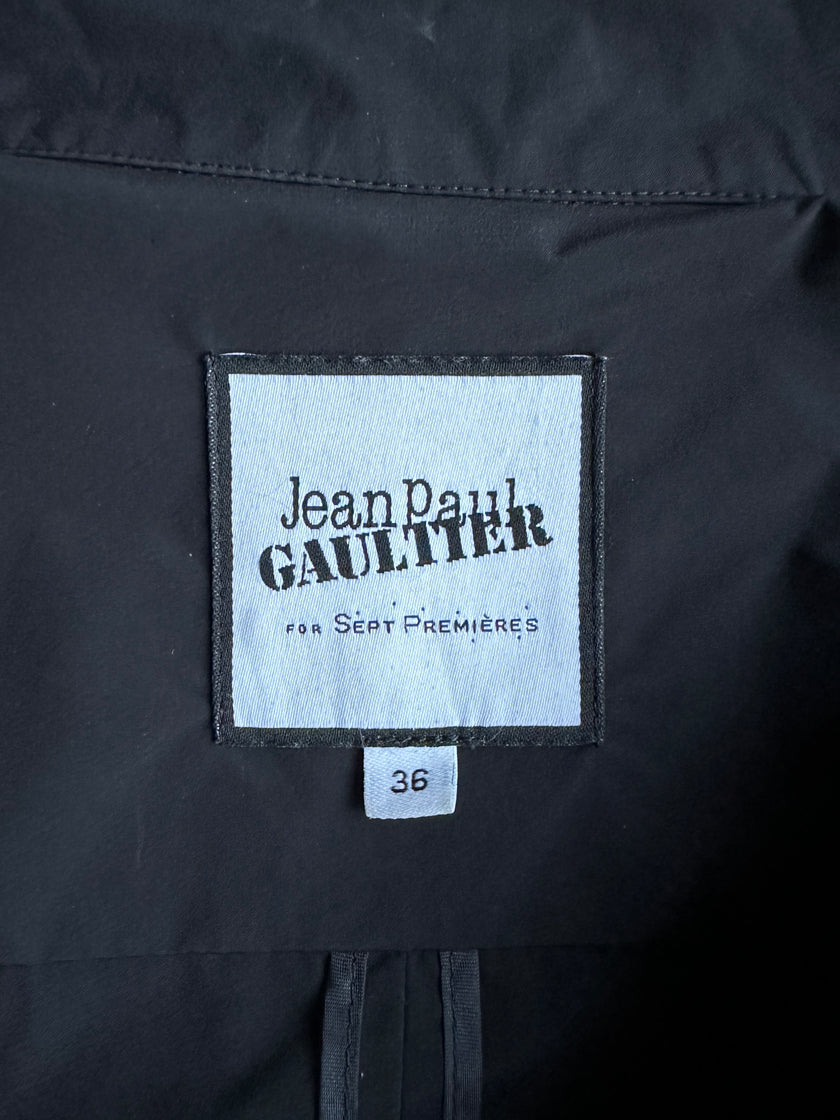 Jean Paul
GAULTIER
FOR SEPT PREMIÈRES
36